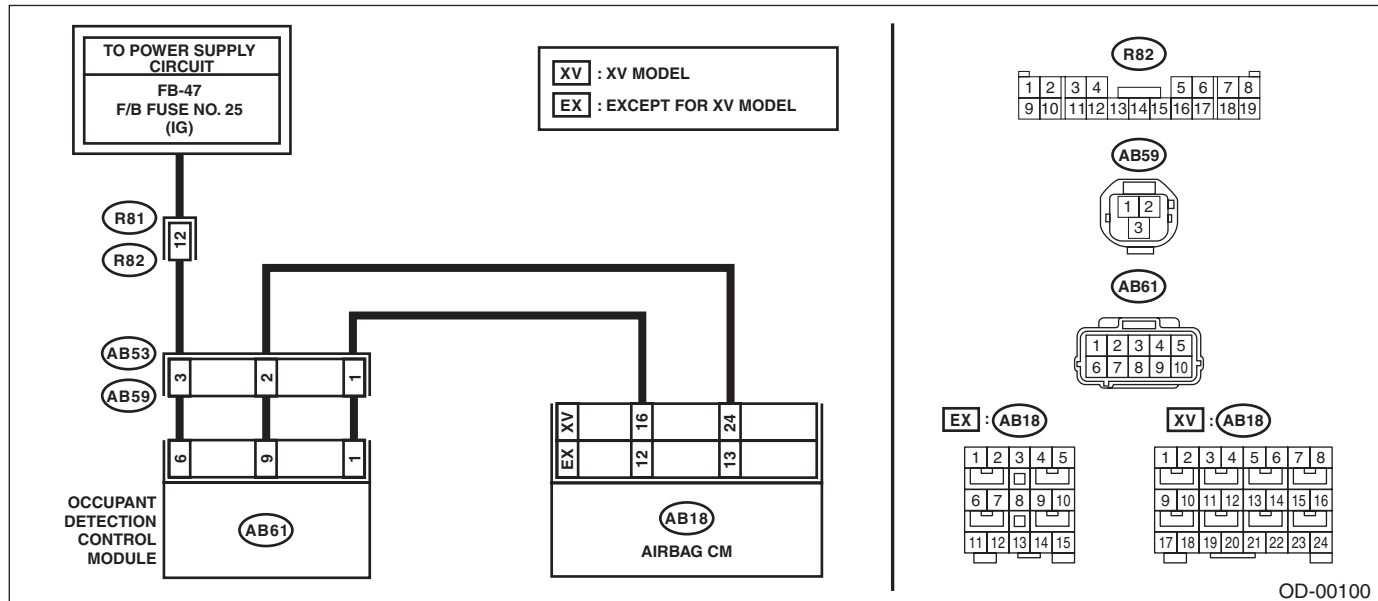 TO POWER SUPPLY
CIRCUIT
FB-47
F/B FUSE NO. 25
(IG)
XV : XV MODEL
EX : EXCEPT FOR XV MODEL
R81
12
R82
AB53
3 2 1
AB59
6 9 1
OCCUPANT
DETECTION
CONTROL
MODULE
AB61
XV 16 24
EX 12 13
AB18
AIRBAG CM
R82
1 2 3 4 5 6 7 8
9 10 11 12 13 14 15 16 17 18 19
AB59
1 2
3
AB61
1 2 3 4 5
6 7 8 9 10
EX : AB18
1 2 3 4 5
6 7 8 9 10
11 12 13 14 15
XV : AB18
1 2 3 4 5 6 7 8
9 10 11 12 13 14 15 16
17 18 19 20 21 22 23 24
OD-00100